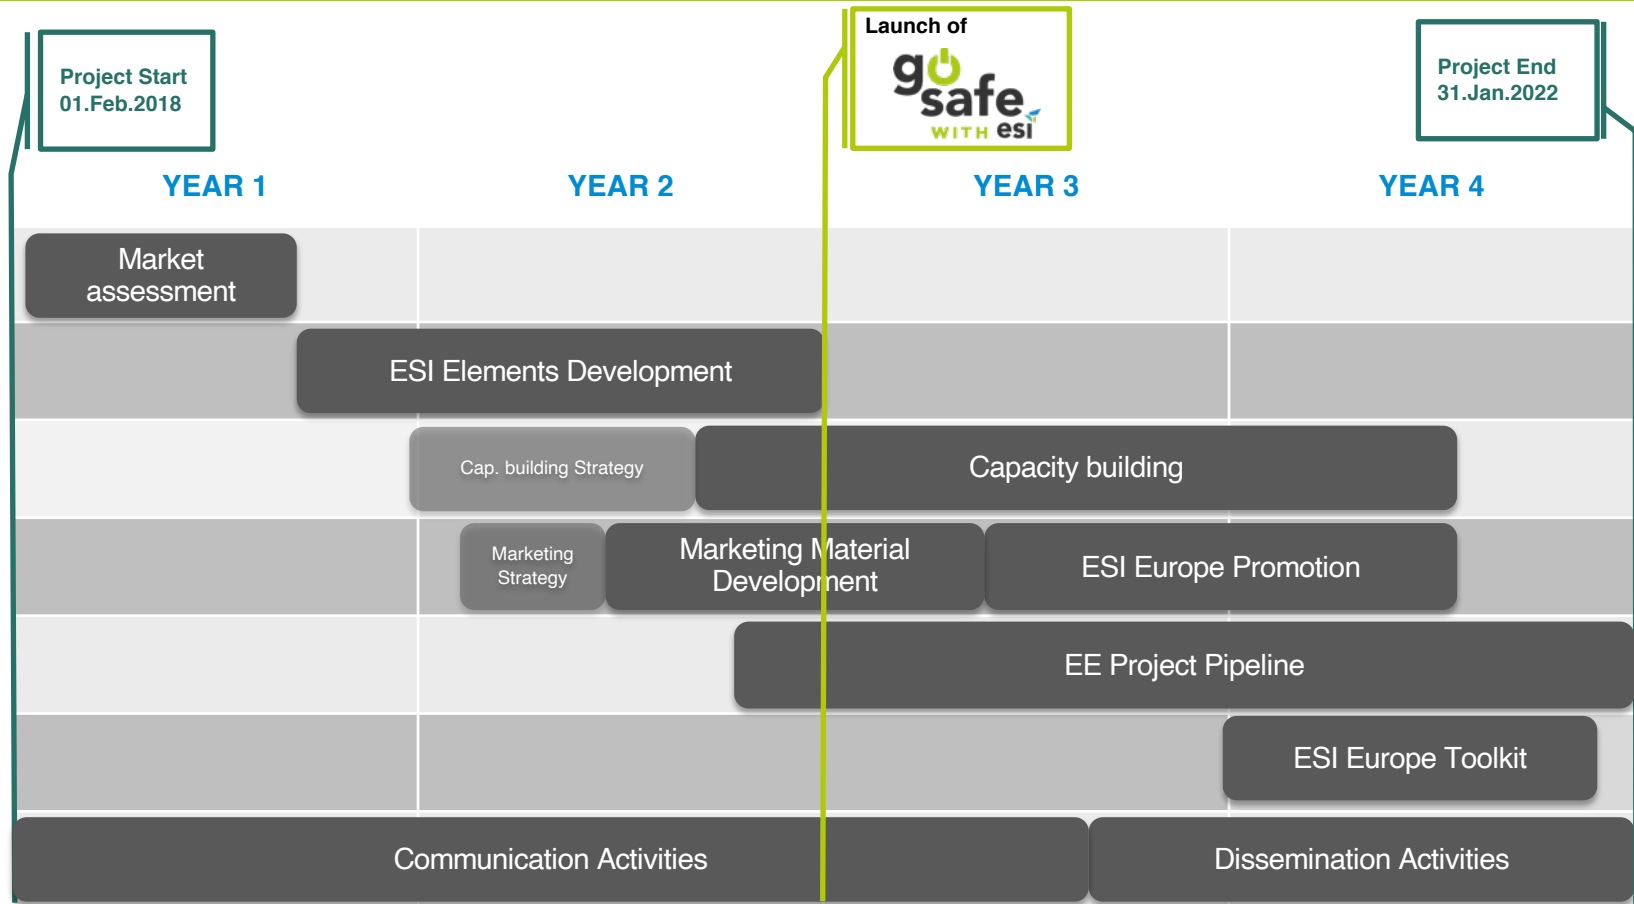 Project Start
01.Feb.2018
Launch of
go
safe
WITH esi
Project End
31.Jan.2022
YEAR 1
YEAR 2
YEAR 3
YEAR 4
Market
assessment
ESI Elements Development
Cap. building Strategy
Capacity building
Marketing
Strategy
Marketing Material
Development
ESI Europe Promotion
EE Project Pipeline
ESI Europe Toolkit
Communication Activities
Dissemination Activities